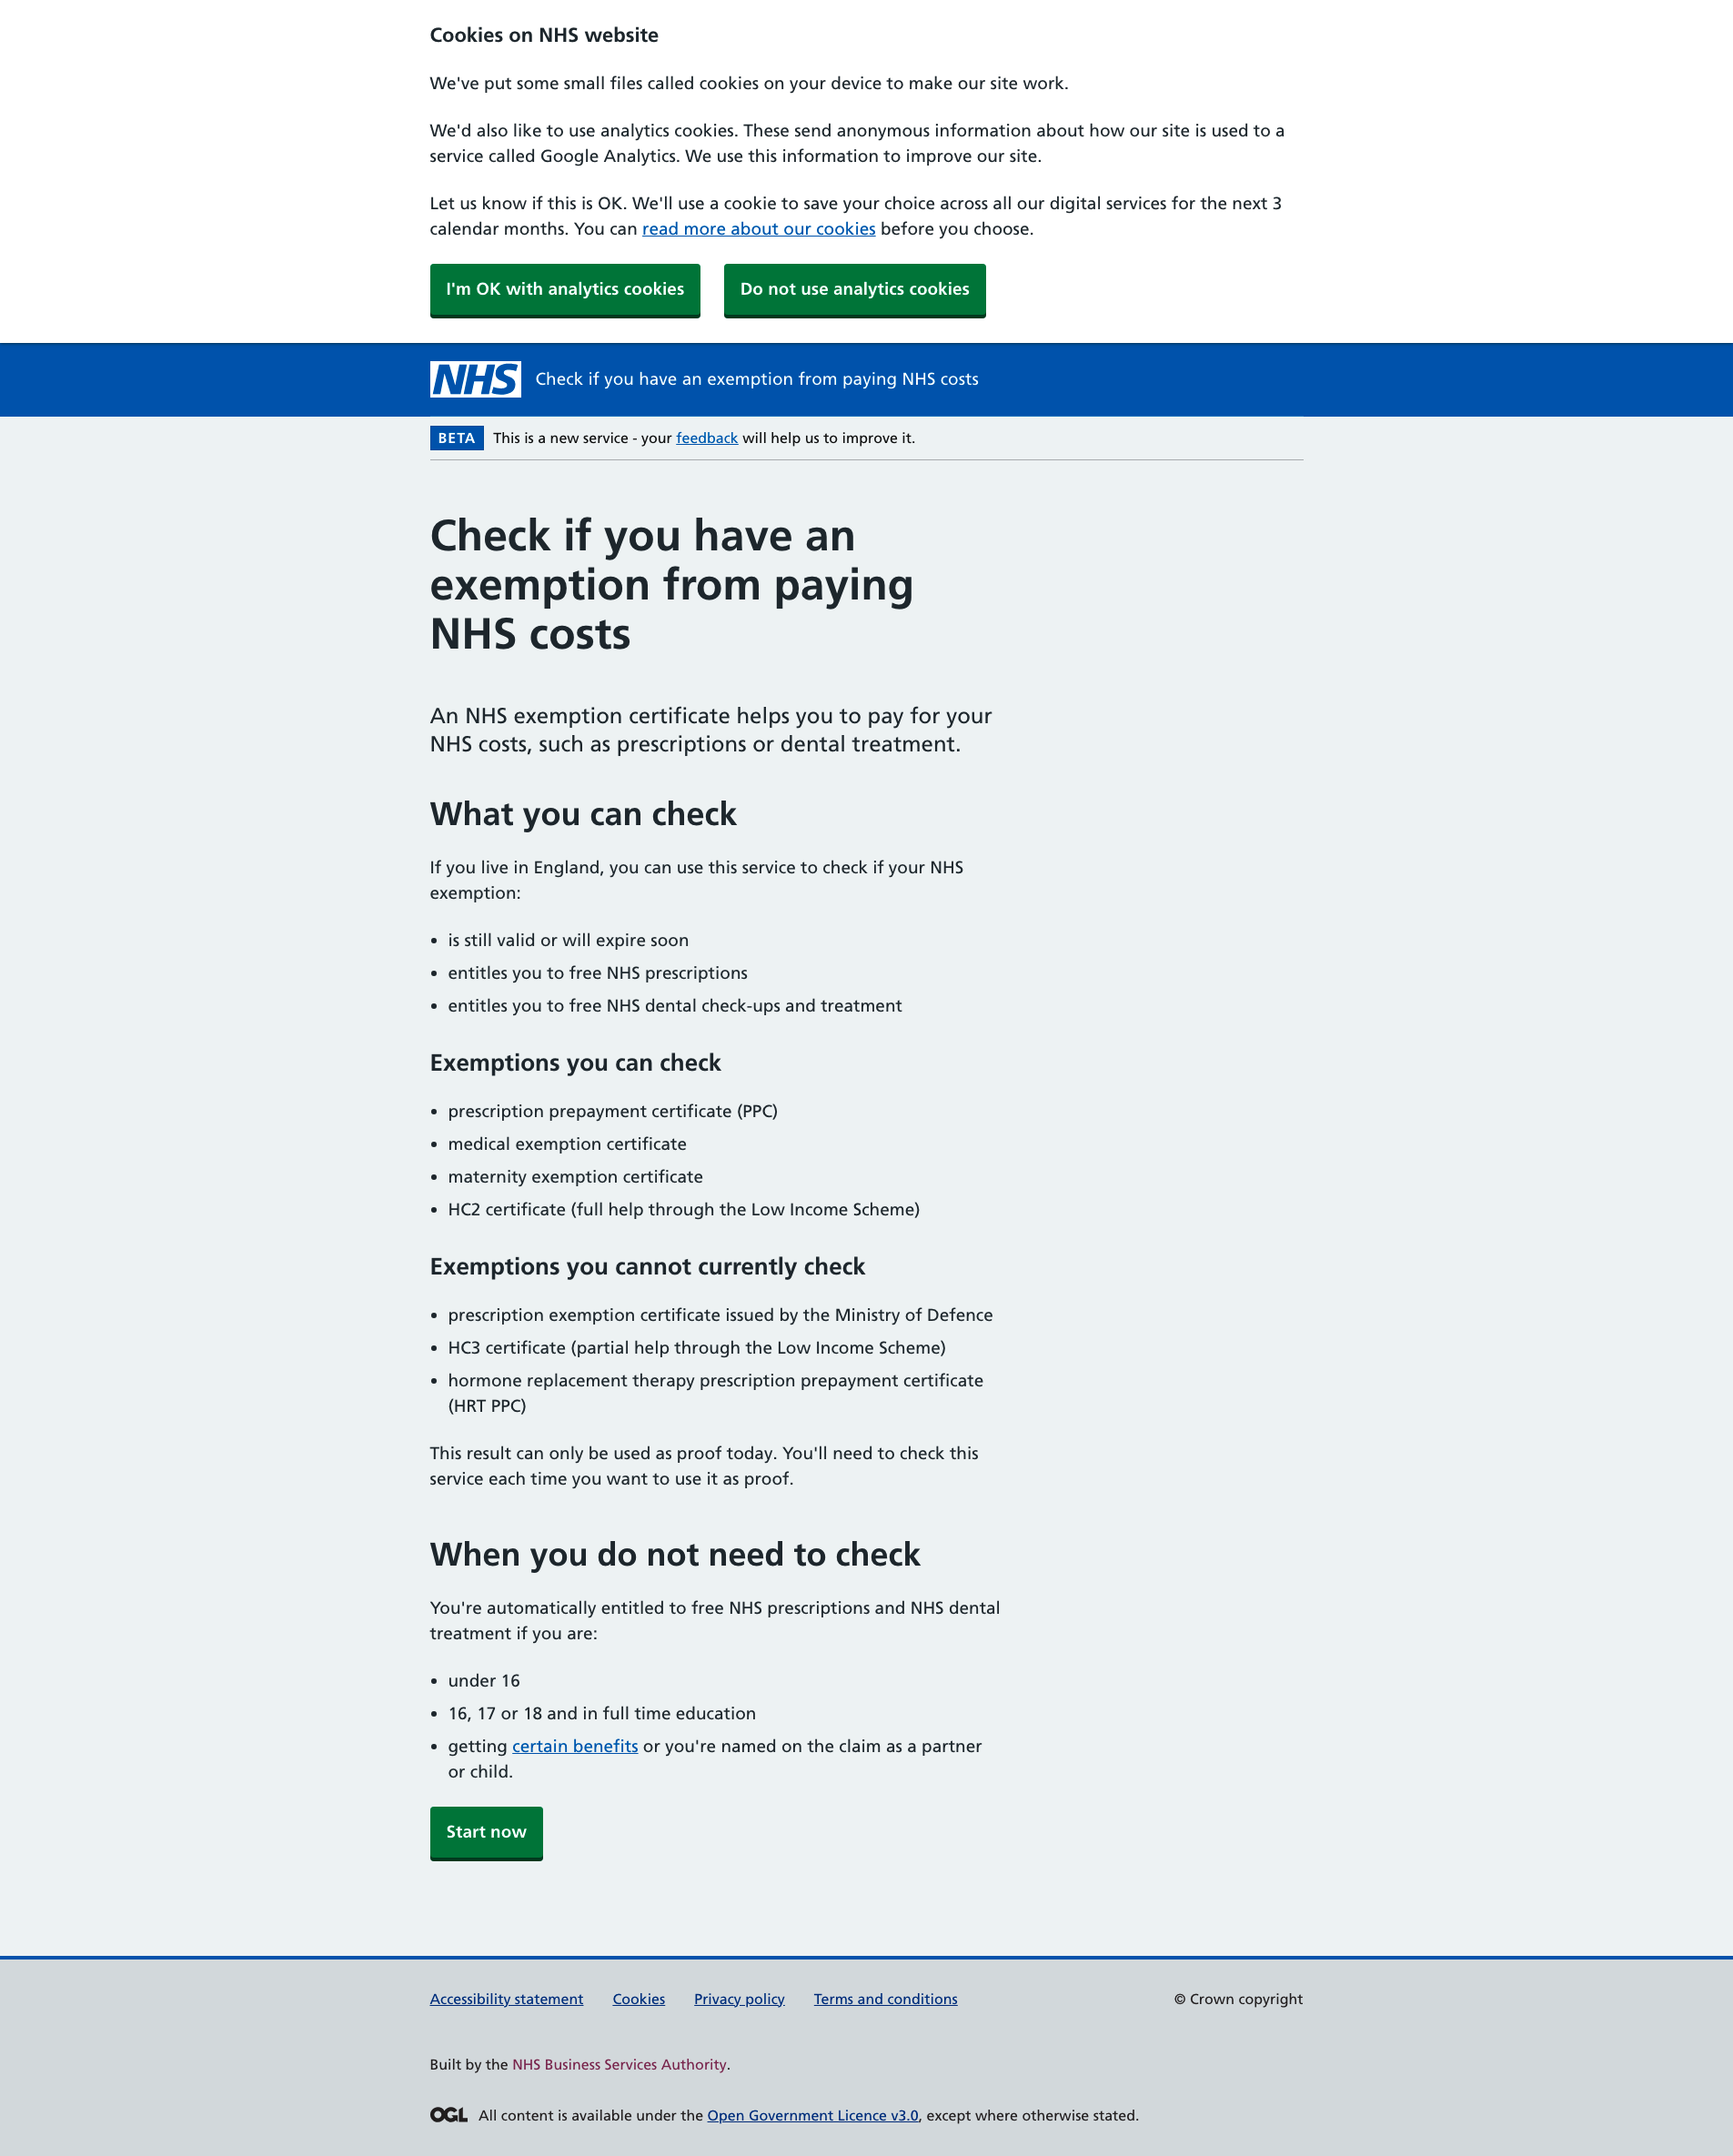 Cookies on NHS website
We've put some small files called cookies on your device to make our site work.
We'd also like to use analytics cookies. These send anonymous information about how our site is used to a
service called Google Analytics. We use this information to improve our site.
Let us know if this is OK. We'll use a cookie to save your choice across all our digital services for the next 3
calendar months. You can read more about our cookies before you choose.
I'm OK with analytics cookies Do not use analytics cookies
NHS Check if you have an exemption from paying NHS costs
BETA This is a new service - your feedback will help us to improve it.
Check if you have an
exemption from paying
NHS costs
An NHS exemption certificate helps you to pay for your
NHS costs, such as prescriptions or dental treatment.
What you can check
If you live in England, you can use this service to check if your NHS
exemption:
• is still valid or will expire soon
• entitles you to free NHS prescriptions
• entitles you to free NHS dental check-ups and treatment
Exemptions you can check
• prescription prepayment certificate (PPC)
• medical exemption certificate
• maternity exemption certificate
• HC2 certificate (full help through the Low Income Scheme)
Exemptions you cannot currently check
• prescription exemption certificate issued by the Ministry of Defence
• HC3 certificate (partial help through the Low Income Scheme)
• hormone replacement therapy prescription prepayment certificate
(HRT PPC)
This result can only be used as proof today. You'll need to check this
service each time you want to use it as proof.
When you do not need to check
You're automatically entitled to free NHS prescriptions and NHS dental
treatment if you are:
• under 16
• 16, 17 or 18 and in full time education
• getting certain benefits or you're named on the claim as a partner
or child.
Start now
Accessibility statement Cookies Privacy policy Terms and conditions © Crown copyright
Built by the NHS Business Services Authority.
OGL All content is available under the Open Government Licence v3.0, except where otherwise stated.